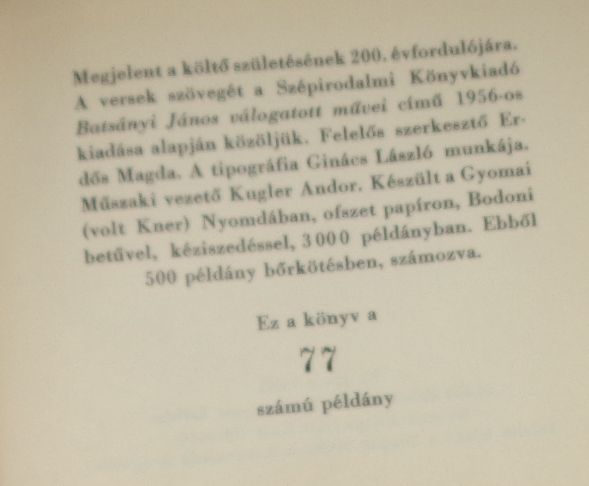 Megjelent a költő születésének 200. évfordulójára.
A versek szövegét a Szépirodalmi Könyvkiadó
Batsányi János válogatott művei című 1956-os
kiadása alapján közöljük. Felelős szerkesztő Er-
dős Magda. A tipográfia Ginács László munkája.
Műszaki vezető Kugler Andor. Készült a Gyomai
(volt Kner) Nyomdában, ofszet papíron, Bodoni
betűvel, kéziszedéssel, 3000 példányban. Ebből
500 példány bőrkötésben, számozva.
Ez a könyv a
77
számú példány